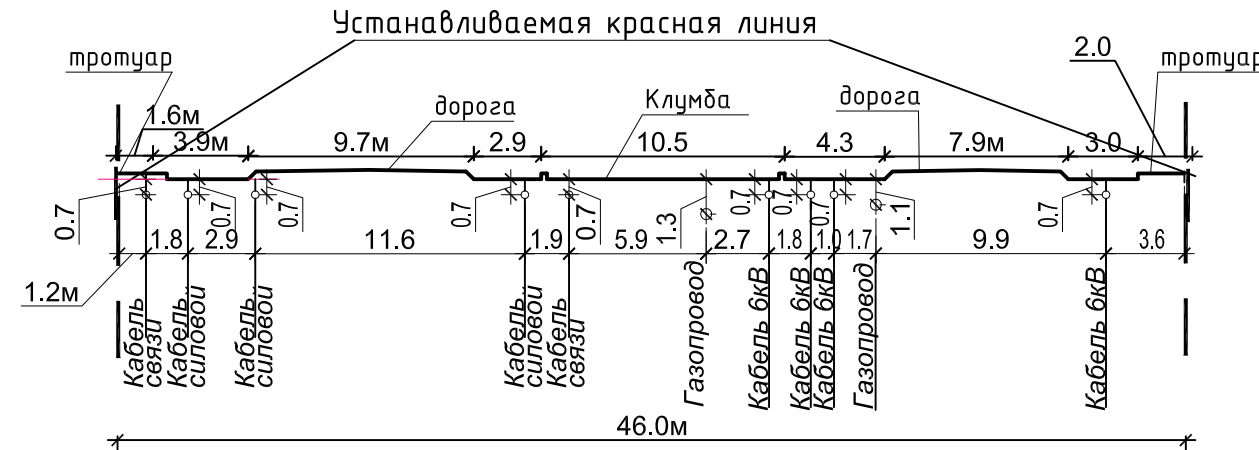 Устанавливаемая красная линия
тротуар
2.0
тротуар
дорога
Клумба
дорога
1.6м
3.9м
9.7м
2.9
10.5
4.3
7.9м
3.0
0.7
0.7
0.7
0.7
0.7
1.3
0.7
0.7
0.7
1.1
0.7
1.2м
1.8
2.9
11.6
1.9
5.9
2.7
1.8
1.0
1.7
9.9
3.6
Кабель
связи
Кабель
силовой
Кабель
силовой
Кабель
силовой
Кабель
связи
Газопровод
Кабель 6кВ
Кабель 6кВ
Кабель 6кВ
Газопровод
Кабель 6кВ
46.0м